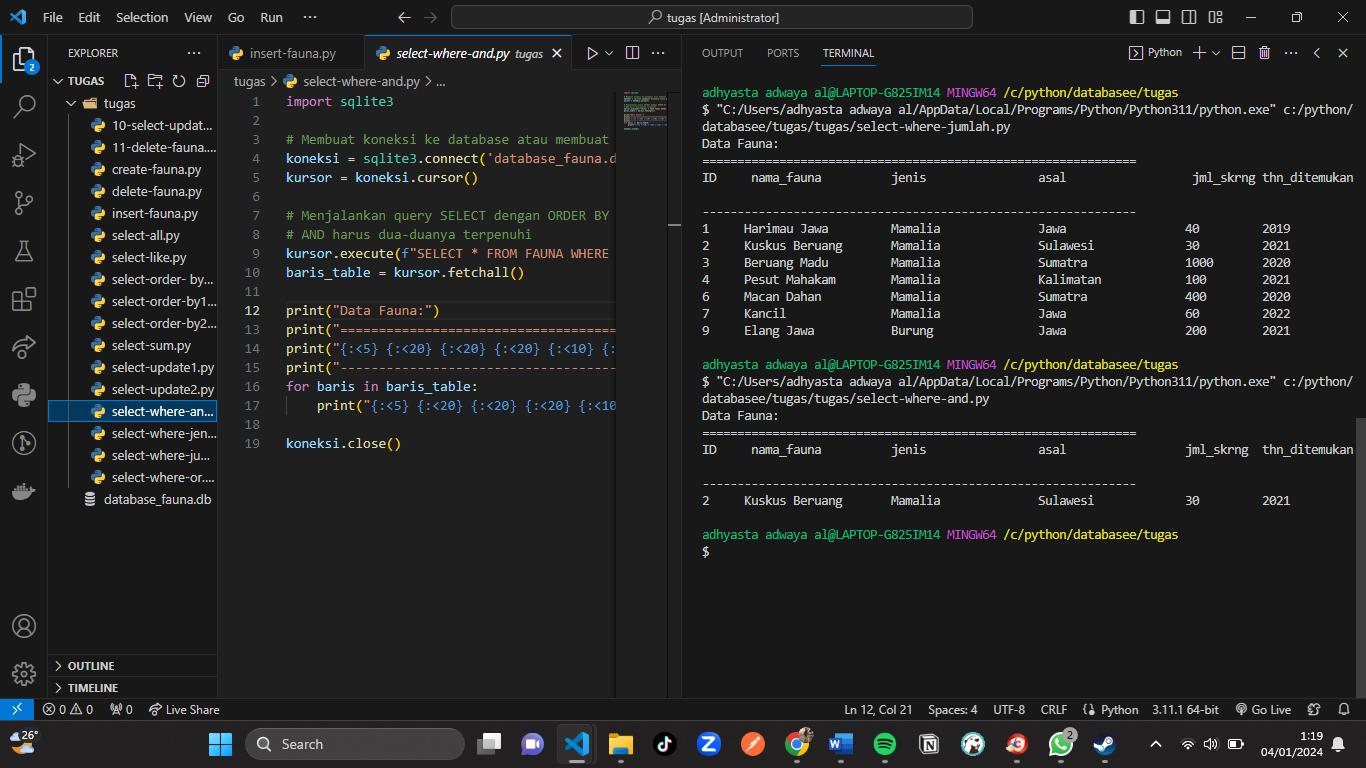 File Edit Selection View Go Run ··· tugas [Administrator]
EXPLORER ···
TUGAS
tugas
10-select-updat...
11-delete-fauna....
create-fauna.py
delete-fauna.py
insert-fauna.py
select-all.py
select-like.py
select-order- by...
select-order-by1...
select-order-by2...
select-sum.py
select-update1.py
select-update2.py
select-where-an...
select-where-jen...
select-where-ju...
select-where-or....
database_fauna.db
OUTLINE
TIMELINE
2
insert-fauna.py select-where-and.py tugas
tugas > select-where-and.py > ...
1 import sqlite3
2
3 # Membuat koneksi ke database atau membuat
4 koneksi = sqlite3.connect('database_fauna.d
5 kursor = koneksi.cursor()
6
7 # Menjalankan query SELECT dengan ORDER BY
8 # AND harus dua-duanya terpenuhi
9 kursor.execute(f"SELECT * FROM FAUNA WHERE
10 baris_table = kursor.fetchall()
11
12 print("Data Fauna:")
13 print("====================================
14 print("{:<5} {:<20} {:<20} {:<20} {:<10} {:
15 print("------------------------------------
16 for baris in baris_table:
17 print("{:<5} {:<20} {:<20} {:<20} {:<10
18
19 koneksi.close()
OUTPUT PORTS TERMINAL Python
adhyasta adwaya al@LAPTOP-G825IM14 MINGW64 /c/python/databasee/tugas
$ "C:/Users/adhyasta adwaya al/AppData/Local/Programs/Python/Python311/python.exe" c:/python/
databasee/tugas/tugas/select-where-jumlah.py
Data Fauna:
==============================================================
ID nama_fauna jenis asal jml_skrng thn_ditemukan
--------------------------------------------------------------
1 Harimau Jawa Mamalia Jawa 40 2019
2 Kuskus Beruang Mamalia Sulawesi 30 2021
3 Beruang Madu Mamalia Sumatra 1000 2020
4 Pesut Mahakam Mamalia Kalimatan 100 2021
6 Macan Dahan Mamalia Sumatra 400 2020
7 Kancil Mamalia Jawa 60 2022
9 Elang Jawa Burung Jawa 200 2021
adhyasta adwaya al@LAPTOP-G825IM14 MINGW64 /c/python/databasee/tugas
$ "C:/Users/adhyasta adwaya al/AppData/Local/Programs/Python/Python311/python.exe" c:/python/
databasee/tugas/tugas/select-where-and.py
Data Fauna:
==============================================================
ID nama_fauna jenis asal jml_skrng thn_ditemukan
--------------------------------------------------------------
2 Kuskus Beruang Mamalia Sulawesi 30 2021
adhyasta adwaya al@LAPTOP-G825IM14 MINGW64 /c/python/databasee/tugas
$
0 0 0 Live Share Ln 12, Col 21 Spaces: 4 UTF-8 CRLF Python 3.11.1 64-bit Go Live
26° Search 2 1:19
04/01/2024